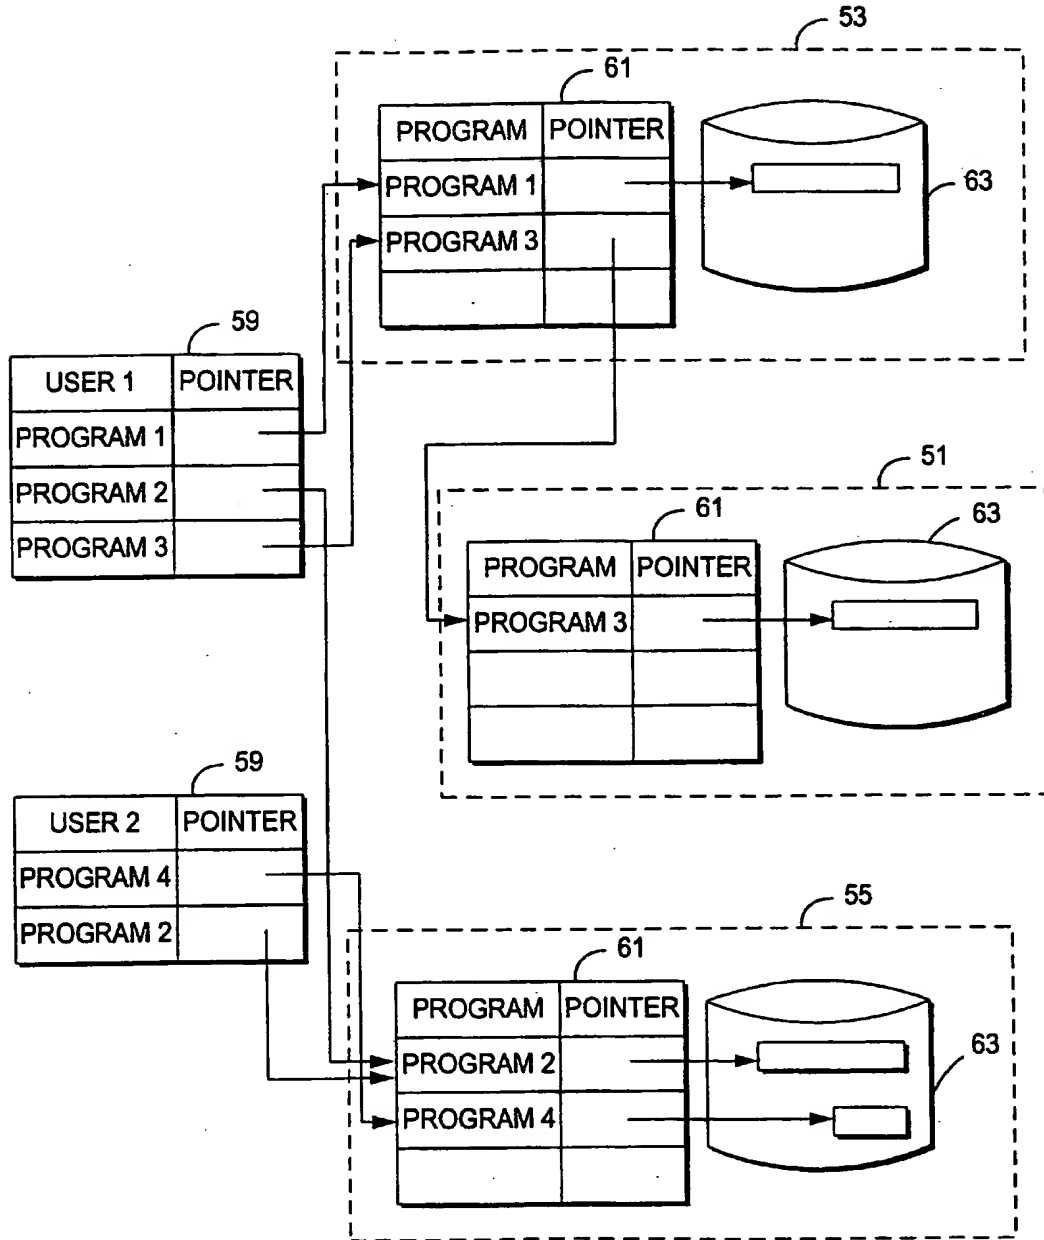 53
61
PROGRAM POINTER
PROGRAM 1
63
PROGRAM 3
59
USER 1 POINTER
PROGRAM 1
PROGRAM 2
PROGRAM 3
51
61
63
PROGRAM POINTER
PROGRAM 3
59
USER 2 POINTER
PROGRAM 4
PROGRAM 2
55
61
PROGRAM POINTER
PROGRAM 2
63
PROGRAM 4